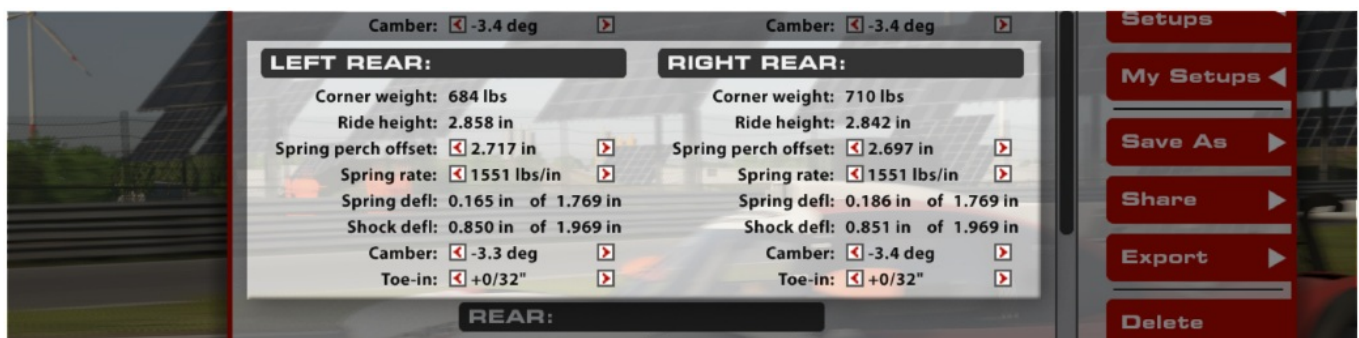 Camber: -3.4 deg
Camber: -3.4 deg
LEFT REAR:
Corner weight: 684 lbs
Ride height: 2.858 in
Spring perch offset: 2.717 in
Spring rate: 1551 lbs/in
Spring defl: 0.165 in of 1.769 in
Shock defl: 0.850 in of 1.969 in
Camber: -3.3 deg
Toe-in: +0/32"
RIGHT REAR:
Corner weight: 710 lbs
Ride height: 2.842 in
Spring perch offset: 2.697 in
Spring rate: 1551 lbs/in
Spring defl: 0.186 in of 1.769 in
Shock defl: 0.851 in of 1.969 in
Camber: -3.4 deg
Toe-in: +0/32"
REAR:
Setups
My Setups
Save As
Share
Export
Delete